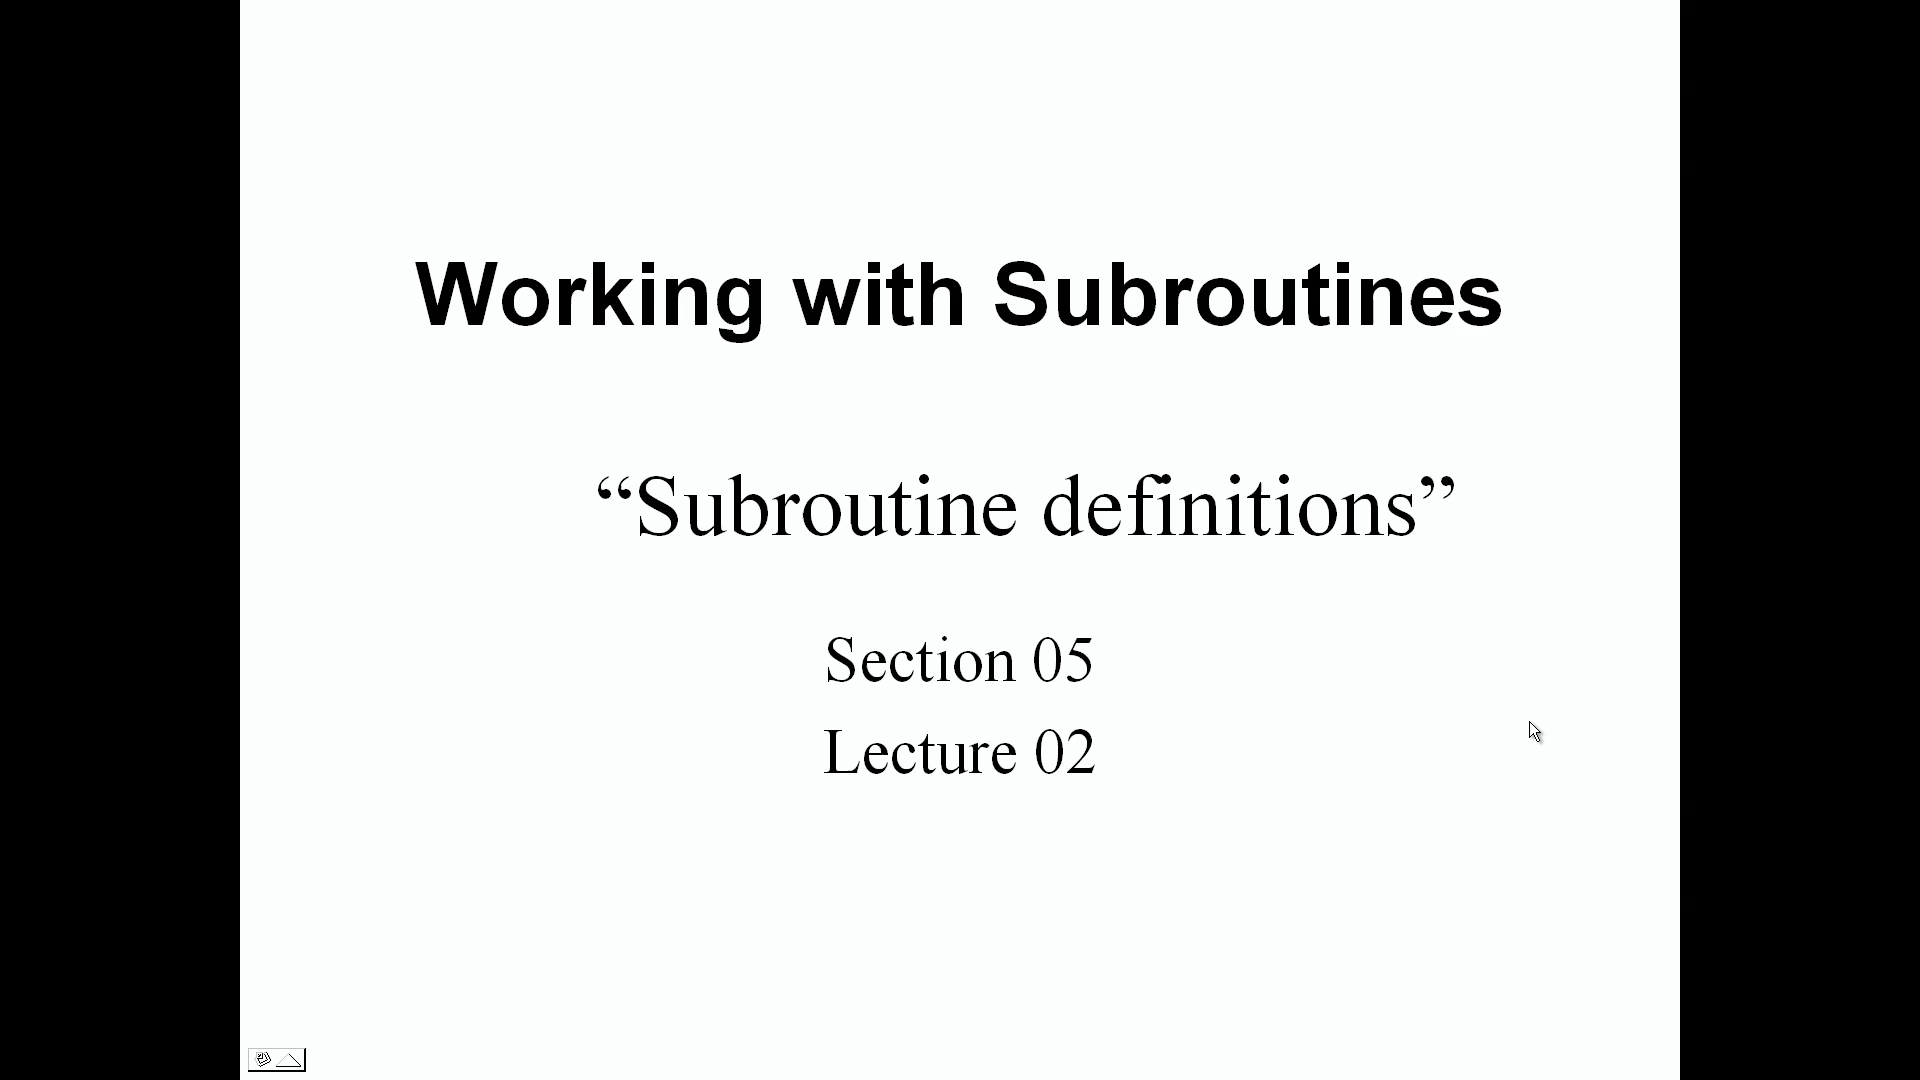 Working with Subroutines
“Subroutine definitions”
Section 05
Lecture 02